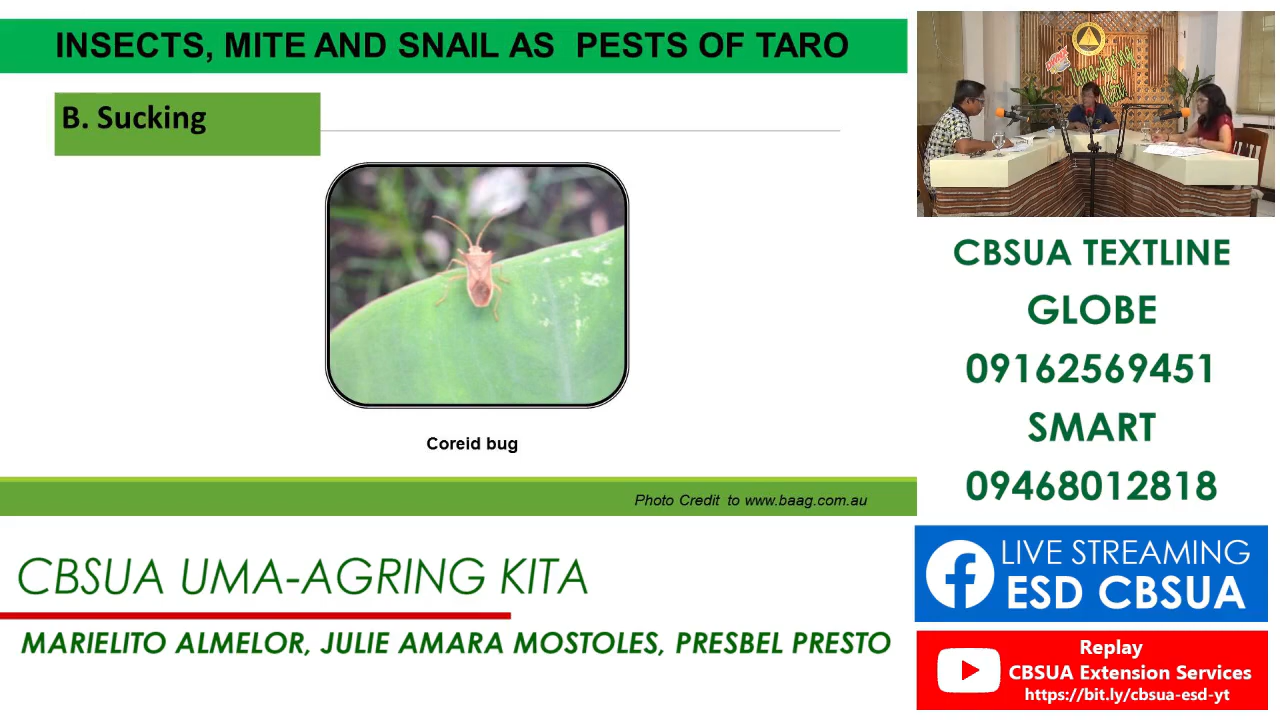 INSECTS, MITE AND SNAIL AS PESTS OF TARO
B. Sucking
Coreid bug
Photo Credit to www.baag.com.au
CBSUA UMA-AGRING KITA
MARIELITO ALMELOR, JULIE AMARA MOSTOLES, PRESBEL PRESTO
Uma-Agring
CBSUA TEXTLINE
GLOBE
09162569451
SMART
09468012818
LIVE STREAMING
ESD CBSUA
Replay
CBSUA Extension Services
https://bit.ly/cbsua-esd-yt